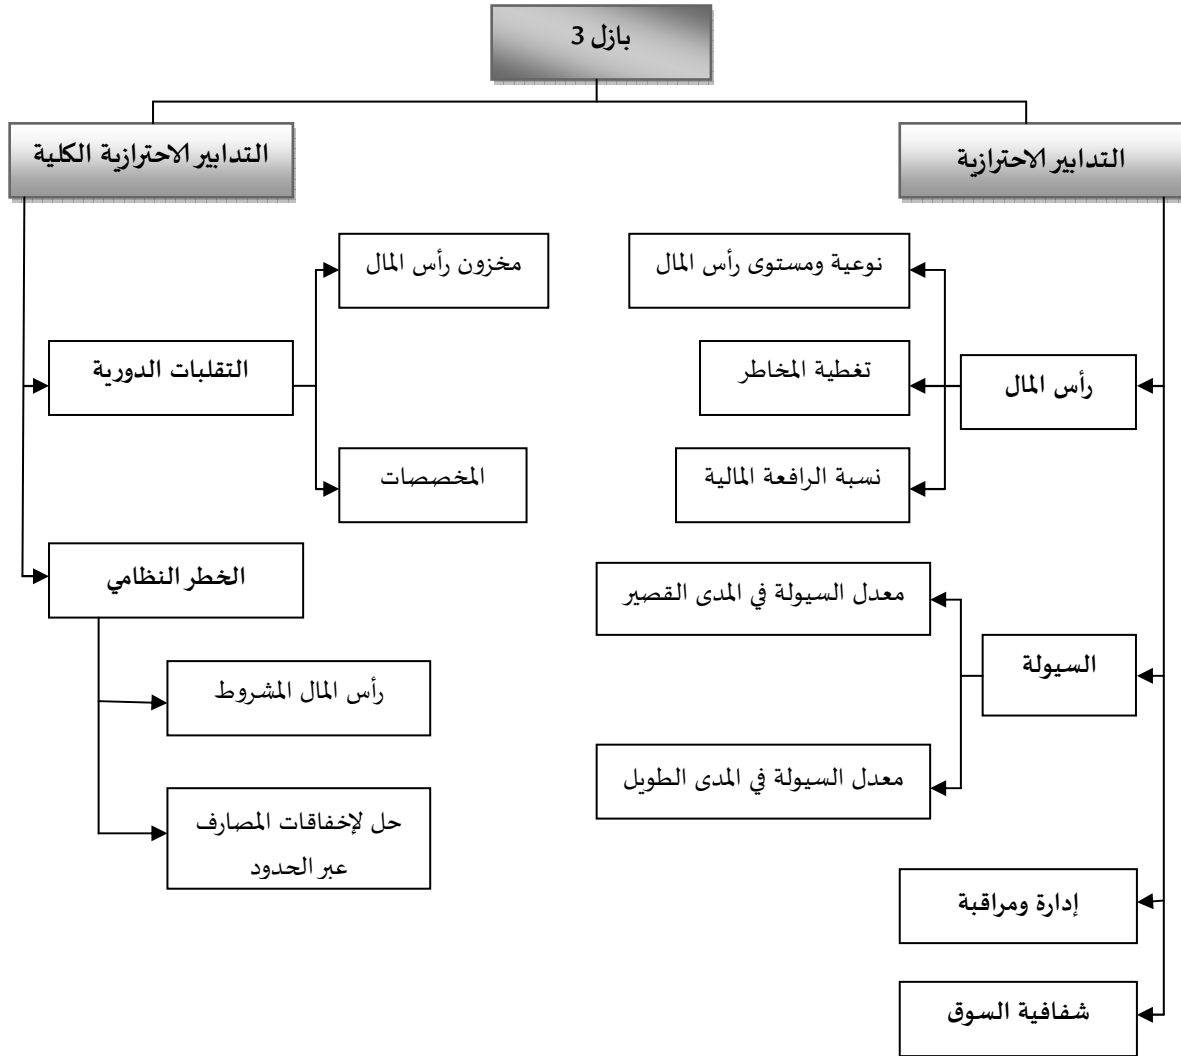 بازل 3
التدابير الاحترازية
التدابير الاحترازية الكلية
رأس المال
نوعية ومستوى رأس المال
تغطية المخاطر
نسبة الرافعة المالية
السيولة
معدل السيولة في المدى القصير
معدل السيولة في المدى الطويل
إدارة ومراقبة
شفافية السوق
التقلبات الدورية
مخزون رأس المال
المخصصات
الخطر النظامي
رأس المال المشروط
حل لإخفاقات المصارف
عبر الحدود